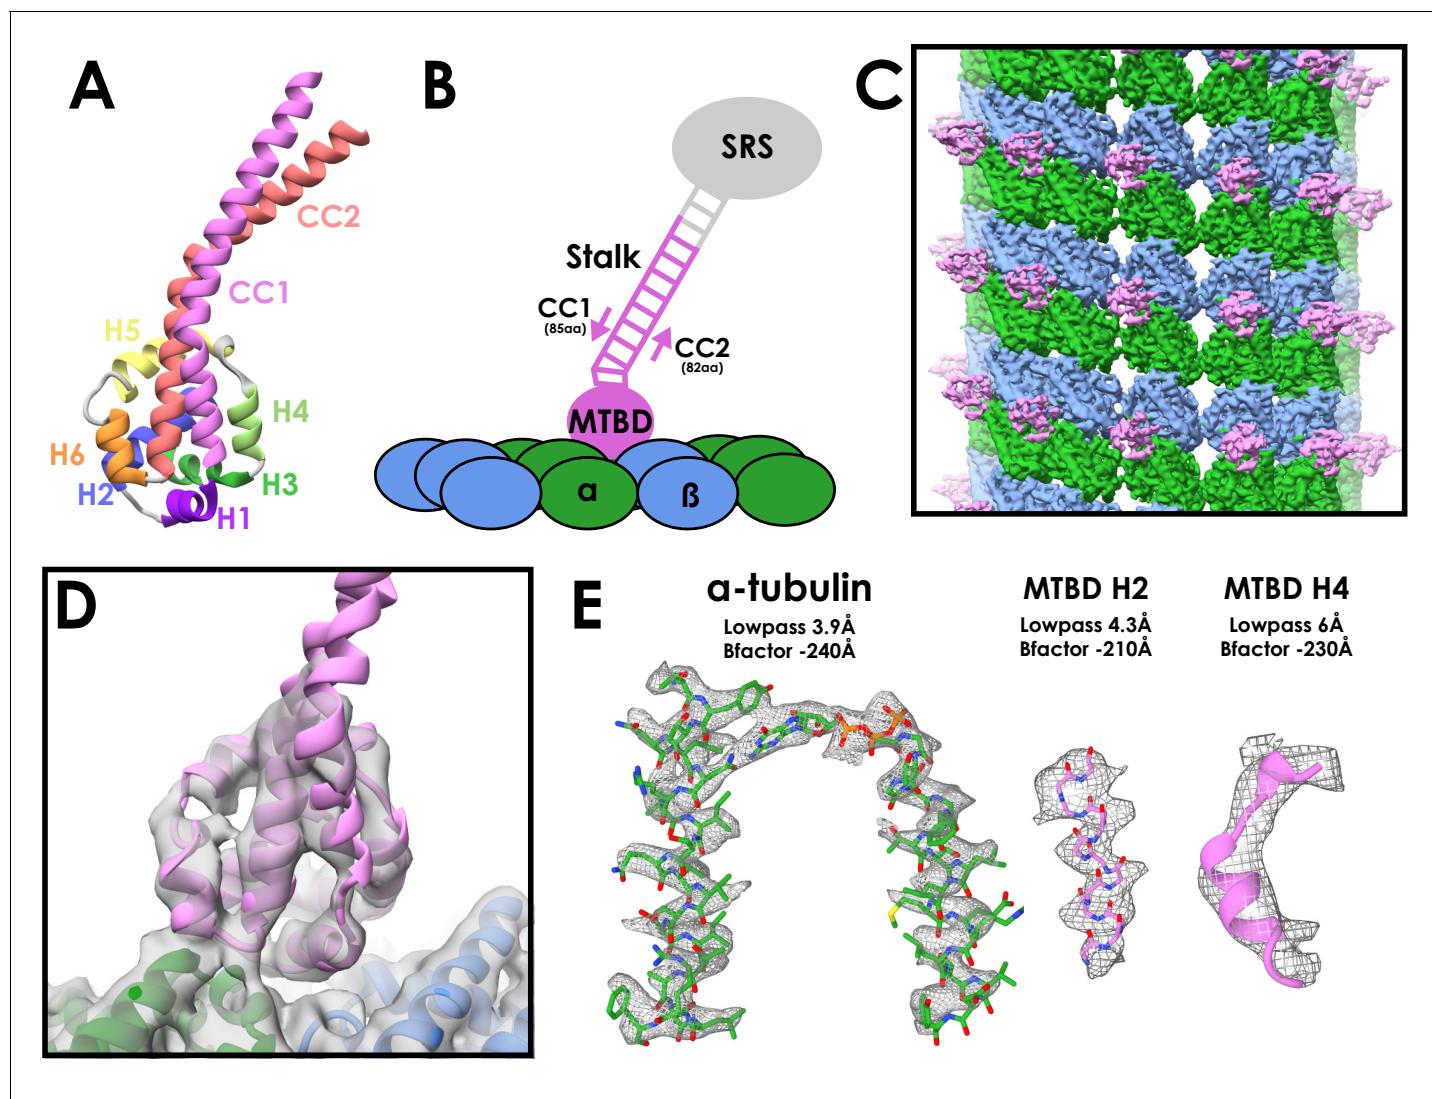 A
CC2
CC1
H5
H4
H6
H2
H3
H1
B
SRS
Stalk
CC1
(85aa)
CC2
(82aa)
MTBD
α
ß
C
D
E
α-tubulin
Lowpass 3.9Å
Bfactor -240Å
MTBD H2
Lowpass 4.3Å
Bfactor -210Å
MTBD H4
Lowpass 6Å
Bfactor -230Å